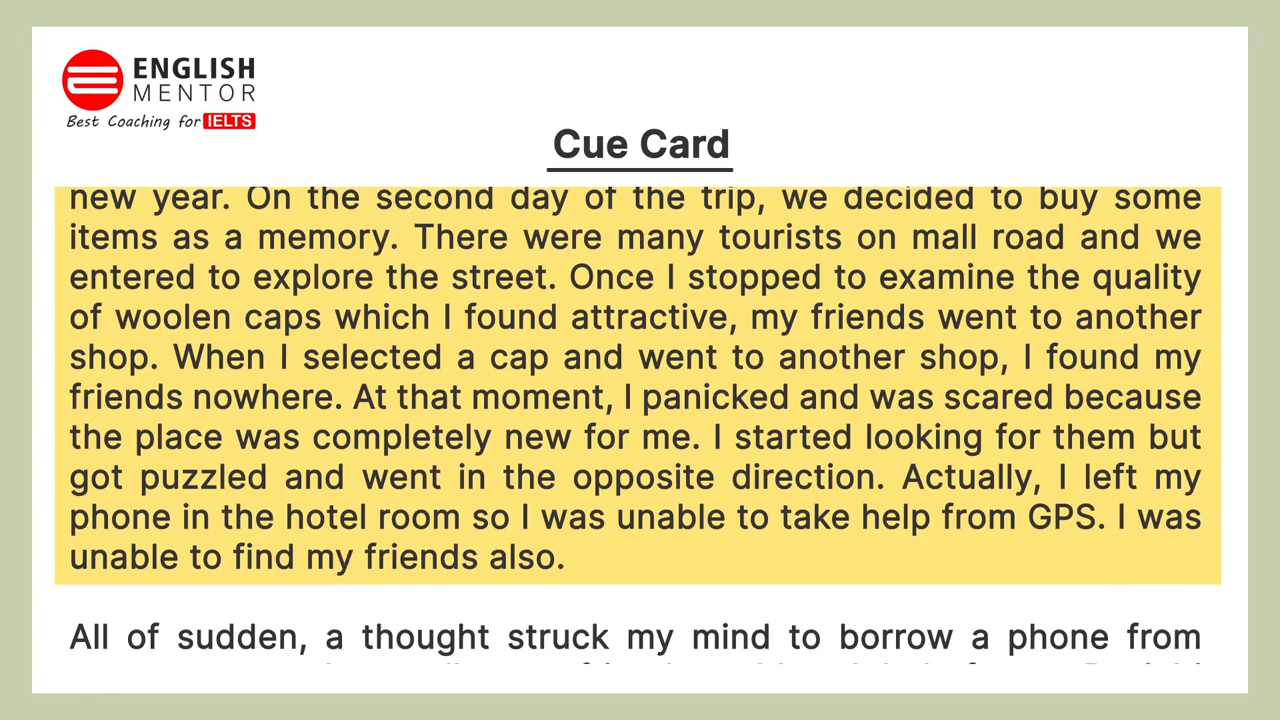 ENGLISH
MENTOR
Best Coaching for IELTS
Cue Card
new year. On the second day of the trip, we decided to buy some
items as a memory. There were many tourists on mall road and we
entered to explore the street. Once I stopped to examine the quality
of woolen caps which I found attractive, my friends went to another
shop. When I selected a cap and went to another shop, I found my
friends nowhere. At that moment, I panicked and was scared because
the place was completely new for me. I started looking for them but
got puzzled and went in the opposite direction. Actually, I left my
phone in the hotel room so I was unable to take help from GPS. I was
unable to find my friends also.
All of sudden, a thought struck my mind to borrow a phone from